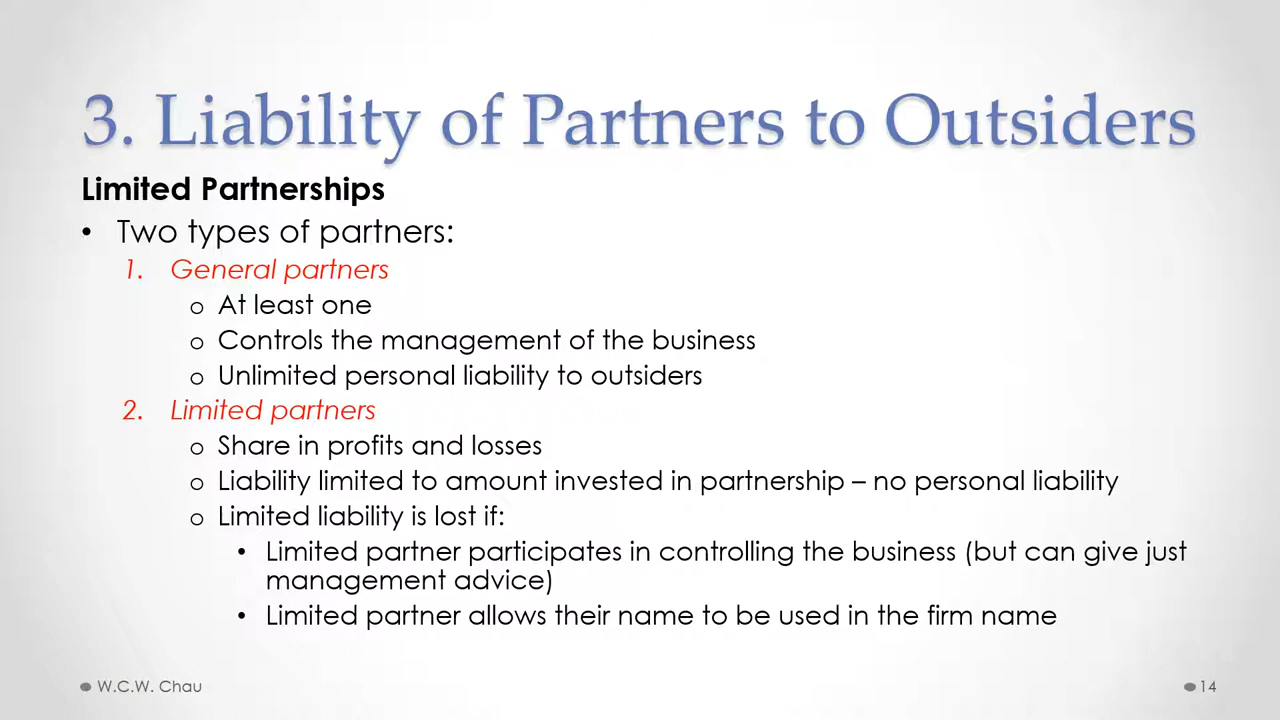 3. Liability of Partners to Outsiders
Limited Partnerships
• Two types of partners:
1. General partners
o At least one
o Controls the management of the business
o Unlimited personal liability to outsiders
2. Limited partners
o Share in profits and losses
o Liability limited to amount invested in partnership – no personal liability
o Limited liability is lost if:
• Limited partner participates in controlling the business (but can give just
management advice)
• Limited partner allows their name to be used in the firm name
W.C.W. Chau
14